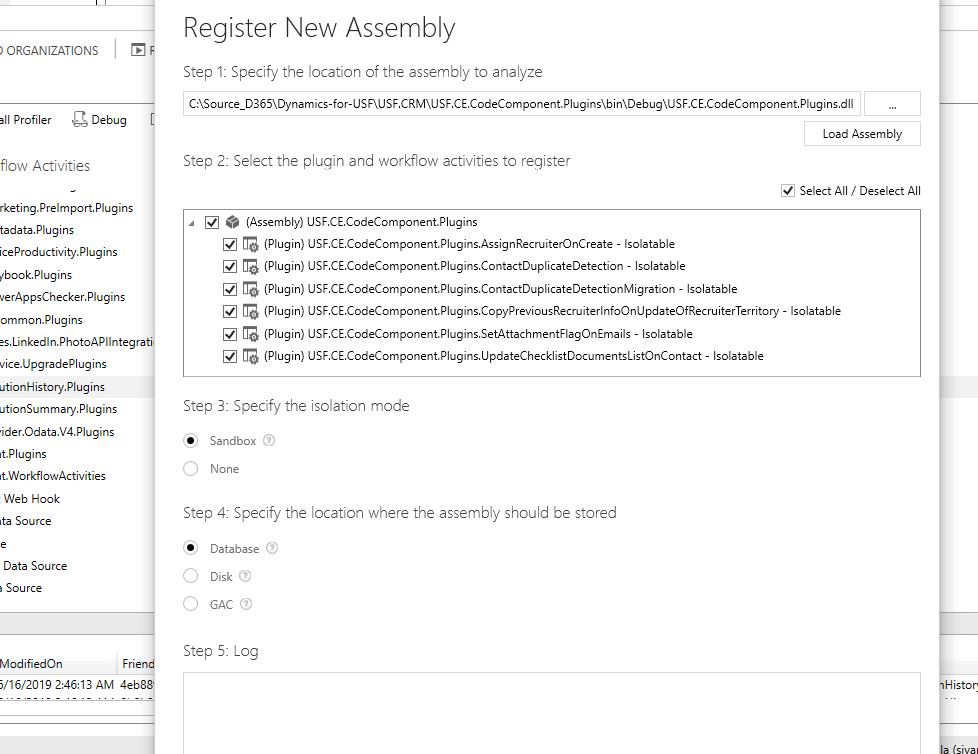 Register New Assembly
Step 1: Specify the location of the assembly to analyze
C:\Source_D365\Dynamics-for-USF\USF.CRM\USF.CE.CodeComponent.Plugins\bin\Debug\USF.CE.CodeComponent.Plugins.dll
...
Load Assembly
Step 2: Select the plugin and workflow activities to register
Select All / Deselect All
(Assembly) USF.CE.CodeComponent.Plugins
(Plugin) USF.CE.CodeComponent.Plugins.AssignRecruiterOnCreate - Isolatable
(Plugin) USF.CE.CodeComponent.Plugins.ContactDuplicateDetection - Isolatable
(Plugin) USF.CE.CodeComponent.Plugins.ContactDuplicateDetectionMigration - Isolatable
(Plugin) USF.CE.CodeComponent.Plugins.CopyPreviousRecruiterInfoOnUpdateOfRecruiterTerritory - Isolatable
(Plugin) USF.CE.CodeComponent.Plugins.SetAttachmentFlagOnEmails - Isolatable
(Plugin) USF.CE.CodeComponent.Plugins.UpdateChecklistDocumentsListOnContact - Isolatable
Step 3: Specify the isolation mode
Sandbox ?
None
Step 4: Specify the location where the assembly should be stored
Database ?
Disk ?
GAC ?
Step 5: Log
ORGANIZATIONS
all Profiler
Debug
flow Activities
rketing.PreImport.Plugins
tadata.Plugins
iceProductivity.Plugins
ybook.Plugins
werAppsChecker.Plugins
ommon.Plugins
es.LinkedIn.PhotoAPIIntegrati
vice.UpgradePlugins
utionHistory.Plugins
utionSummary.Plugins
vider.Odata.V4.Plugins
t.Plugins
t.WorkflowActivities
Web Hook
ta Source
e
Data Source
a Source
ModifiedOn Friend
5/16/2019 2:46:13 AM 4eb88
nHistory
la (siva